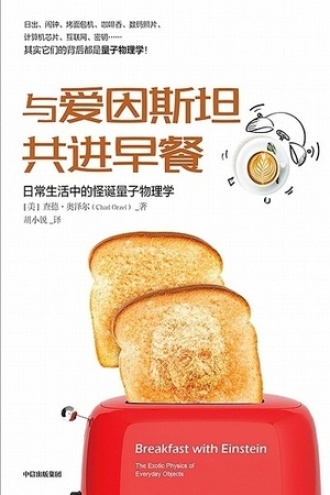 日出、闹钟、烤面包机、咖啡香、数码照片、
计算机芯片、互联网、密钥……
其实它们的背后都是量子物理学！
与爱因斯坦
共进早餐
日常生活中的怪诞量子物理学
［美］查德·奥泽尔（Chad Orzel）_著
胡小锐_译
Breakfast with Einstein
The Exotic Physics of
Everyday Objects
中信出版集团